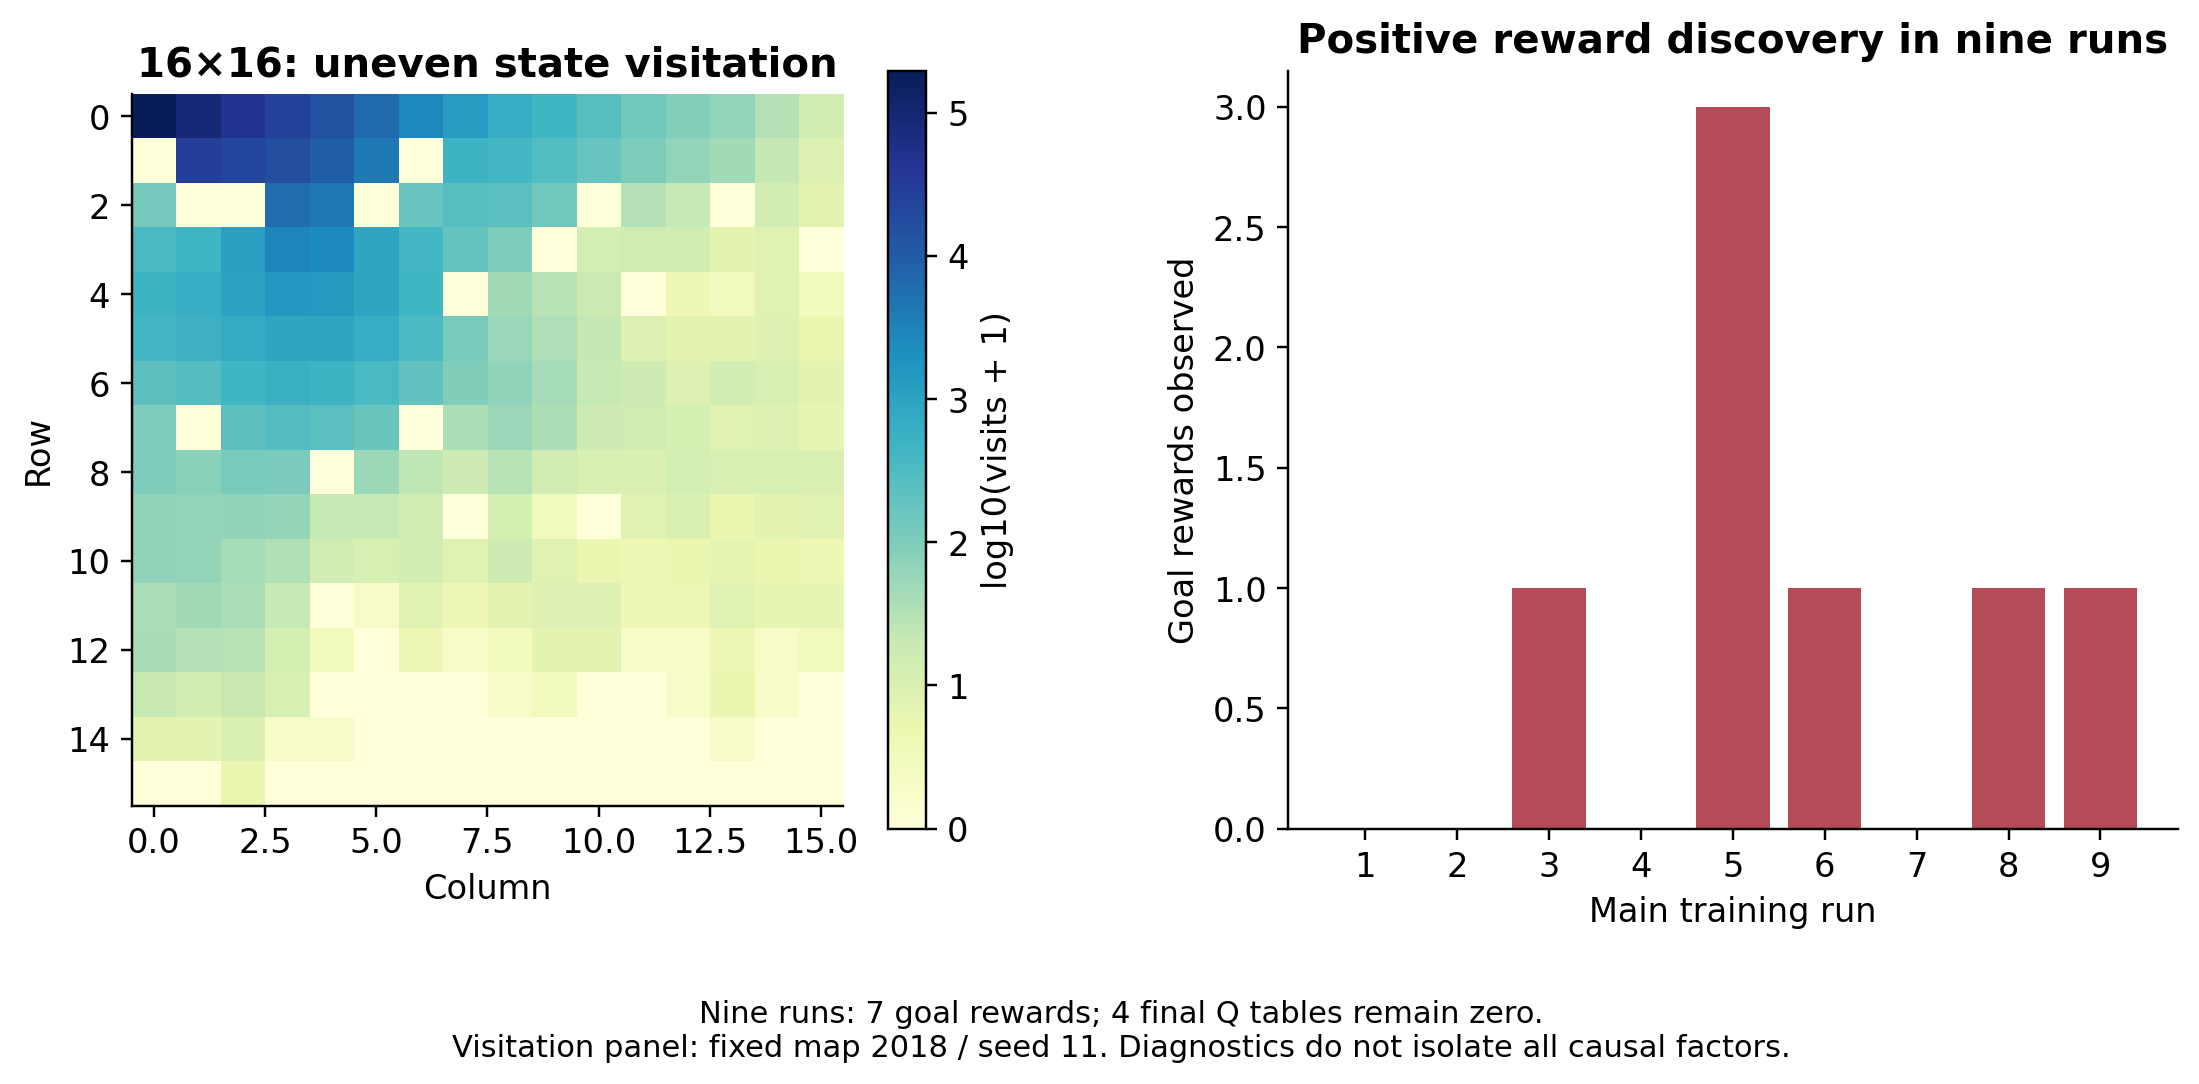 16×16: uneven state visitation
0
2
4
6
8
10
12
14
Row
0.0 2.5 5.0 7.5 10.0 12.5 15.0
Column
5
4
3
2
1
0
log10(visits + 1)
Positive reward discovery in nine runs
3.0
2.5
2.0
1.5
1.0
0.5
0.0
Goal rewards observed
1 2 3 4 5 6 7 8 9
Main training run
Nine runs: 7 goal rewards; 4 final Q tables remain zero.
Visitation panel: fixed map 2018 / seed 11. Diagnostics do not isolate all causal factors.